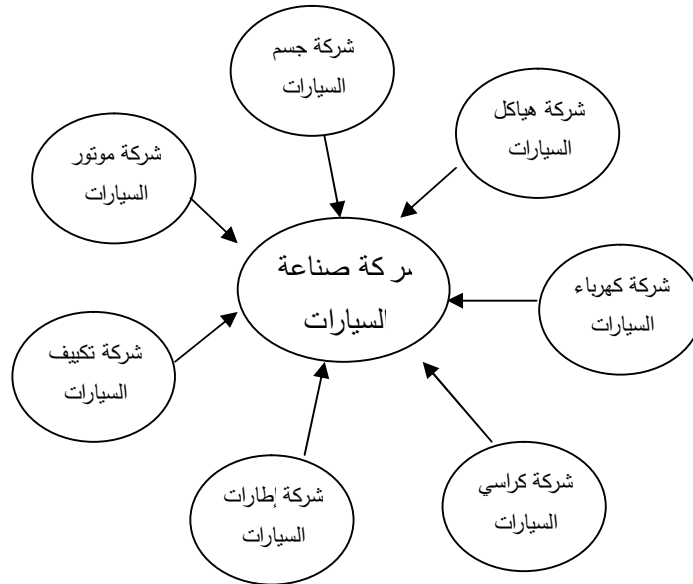 شركة جسم
السيارات
شركة هياكل
السيارات
شركة موتور
السيارات
شركة صناعة
السيارات
شركة كهرباء
السيارات
شركة تكييف
السيارات
شركة كراسي
السيارات
شركة إطارات
السيارات